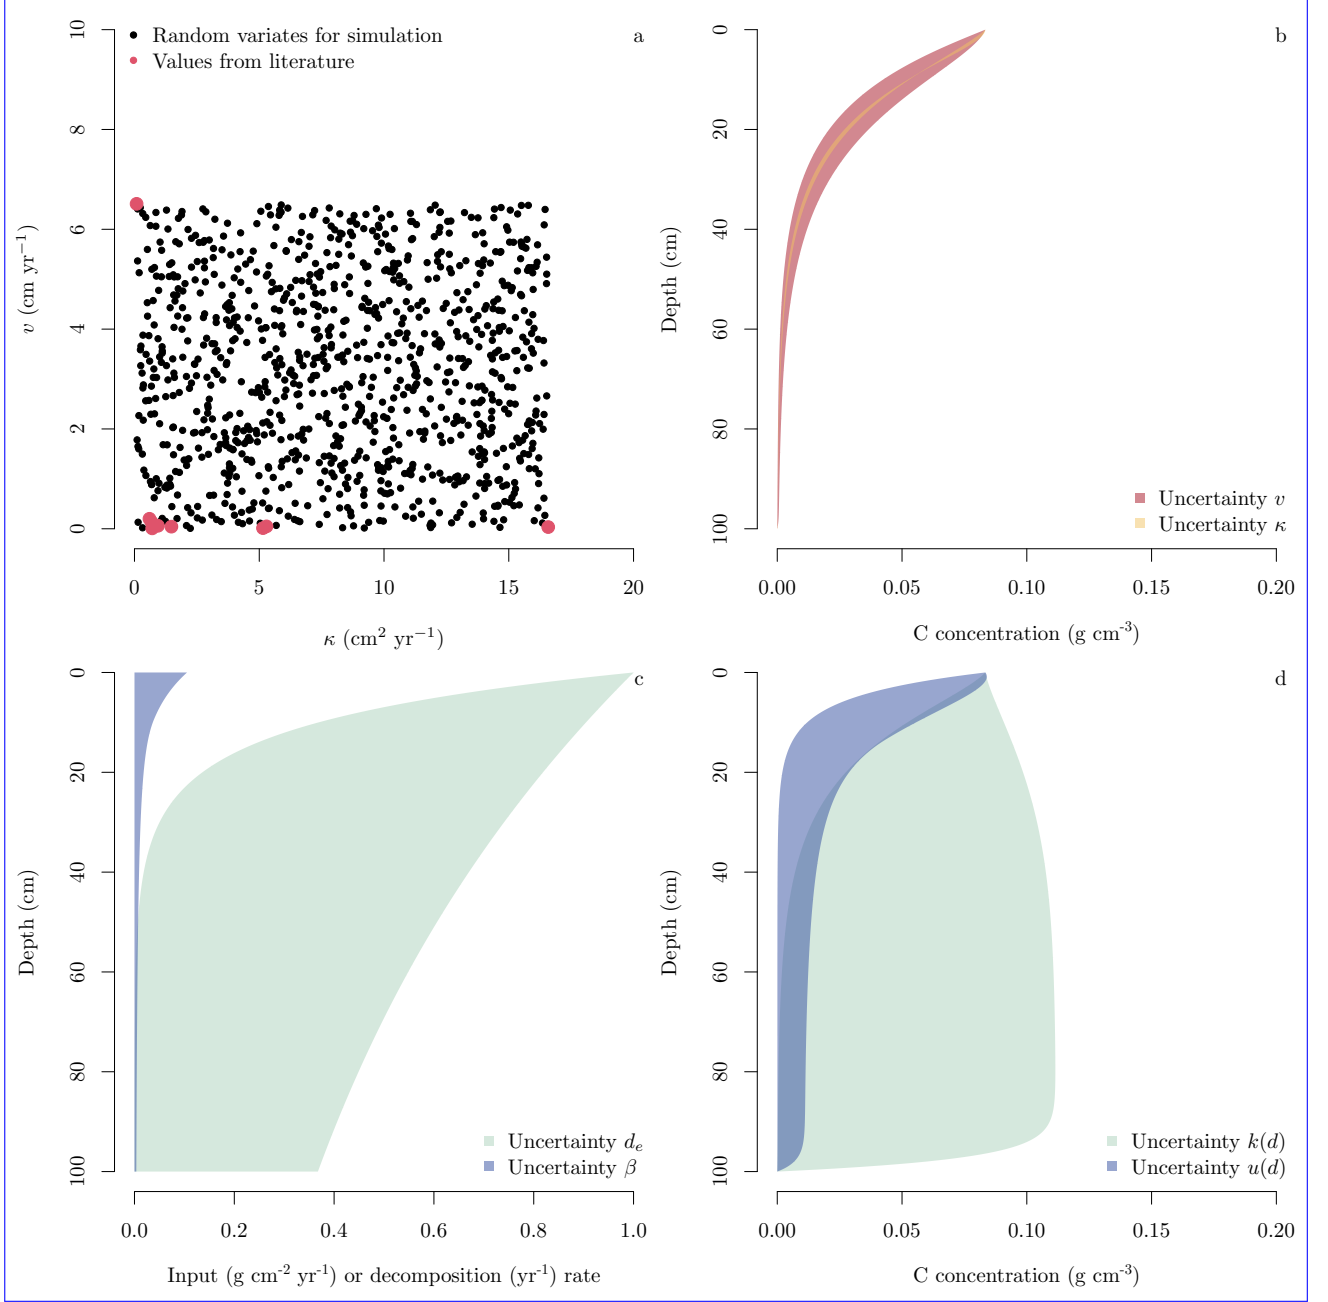 Random variates for simulation
Values from literature
a
10
8
6
4
2
0
v (cm yr⁻¹)
0 5 10 15 20
κ (cm² yr⁻¹)
b
0
20
40
60
80
100
Depth (cm)
Uncertainty v
Uncertainty κ
0.00 0.05 0.10 0.15 0.20
C concentration (g cm⁻³)
c
0
20
40
60
80
100
Depth (cm)
Uncertainty dₑ
Uncertainty β
0.0 0.2 0.4 0.6 0.8 1.0
Input (g cm⁻² yr⁻¹) or decomposition (yr⁻¹) rate
d
0
20
40
60
80
100
Depth (cm)
Uncertainty k(d)
Uncertainty u(d)
0.00 0.05 0.10 0.15 0.20
C concentration (g cm⁻³)